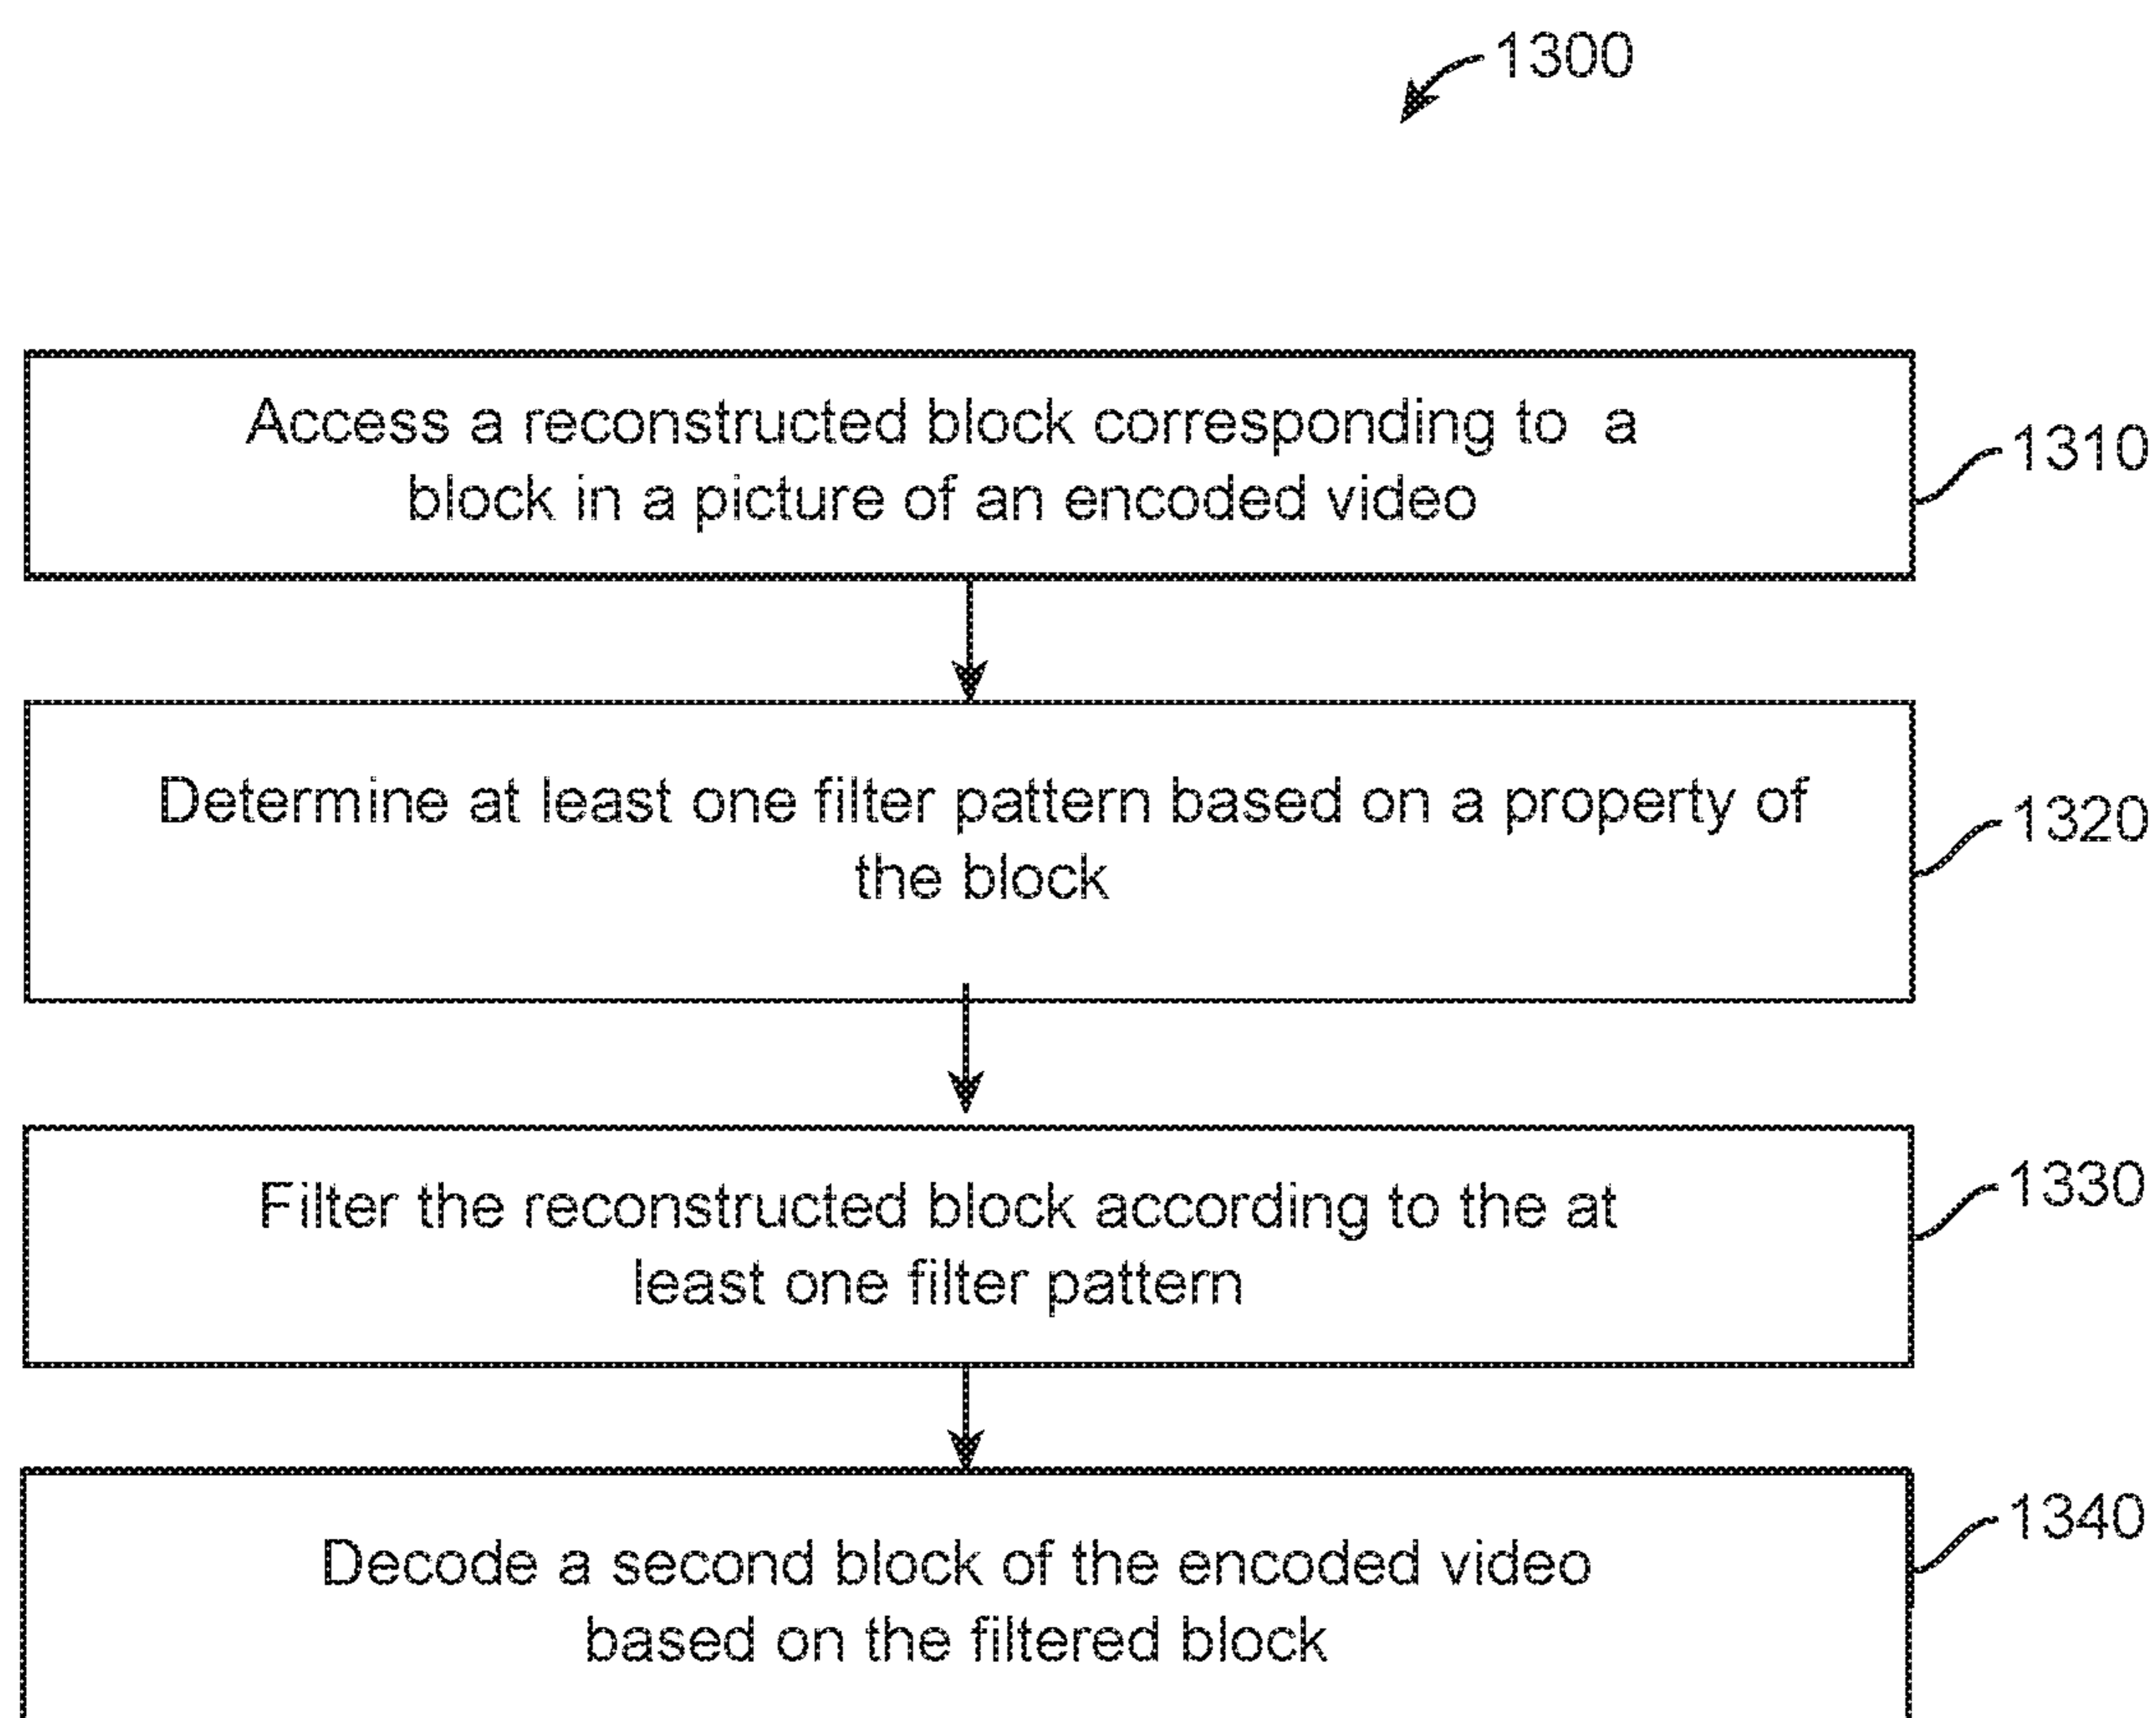 1300
Access a reconstructed block corresponding to a
block in a picture of an encoded video
1310
Determine at least one filter pattern based on a property of
the block
1320
Filter the reconstructed block according to the at
least one filter pattern
1330
Decode a second block of the encoded video
based on the filtered block
1340